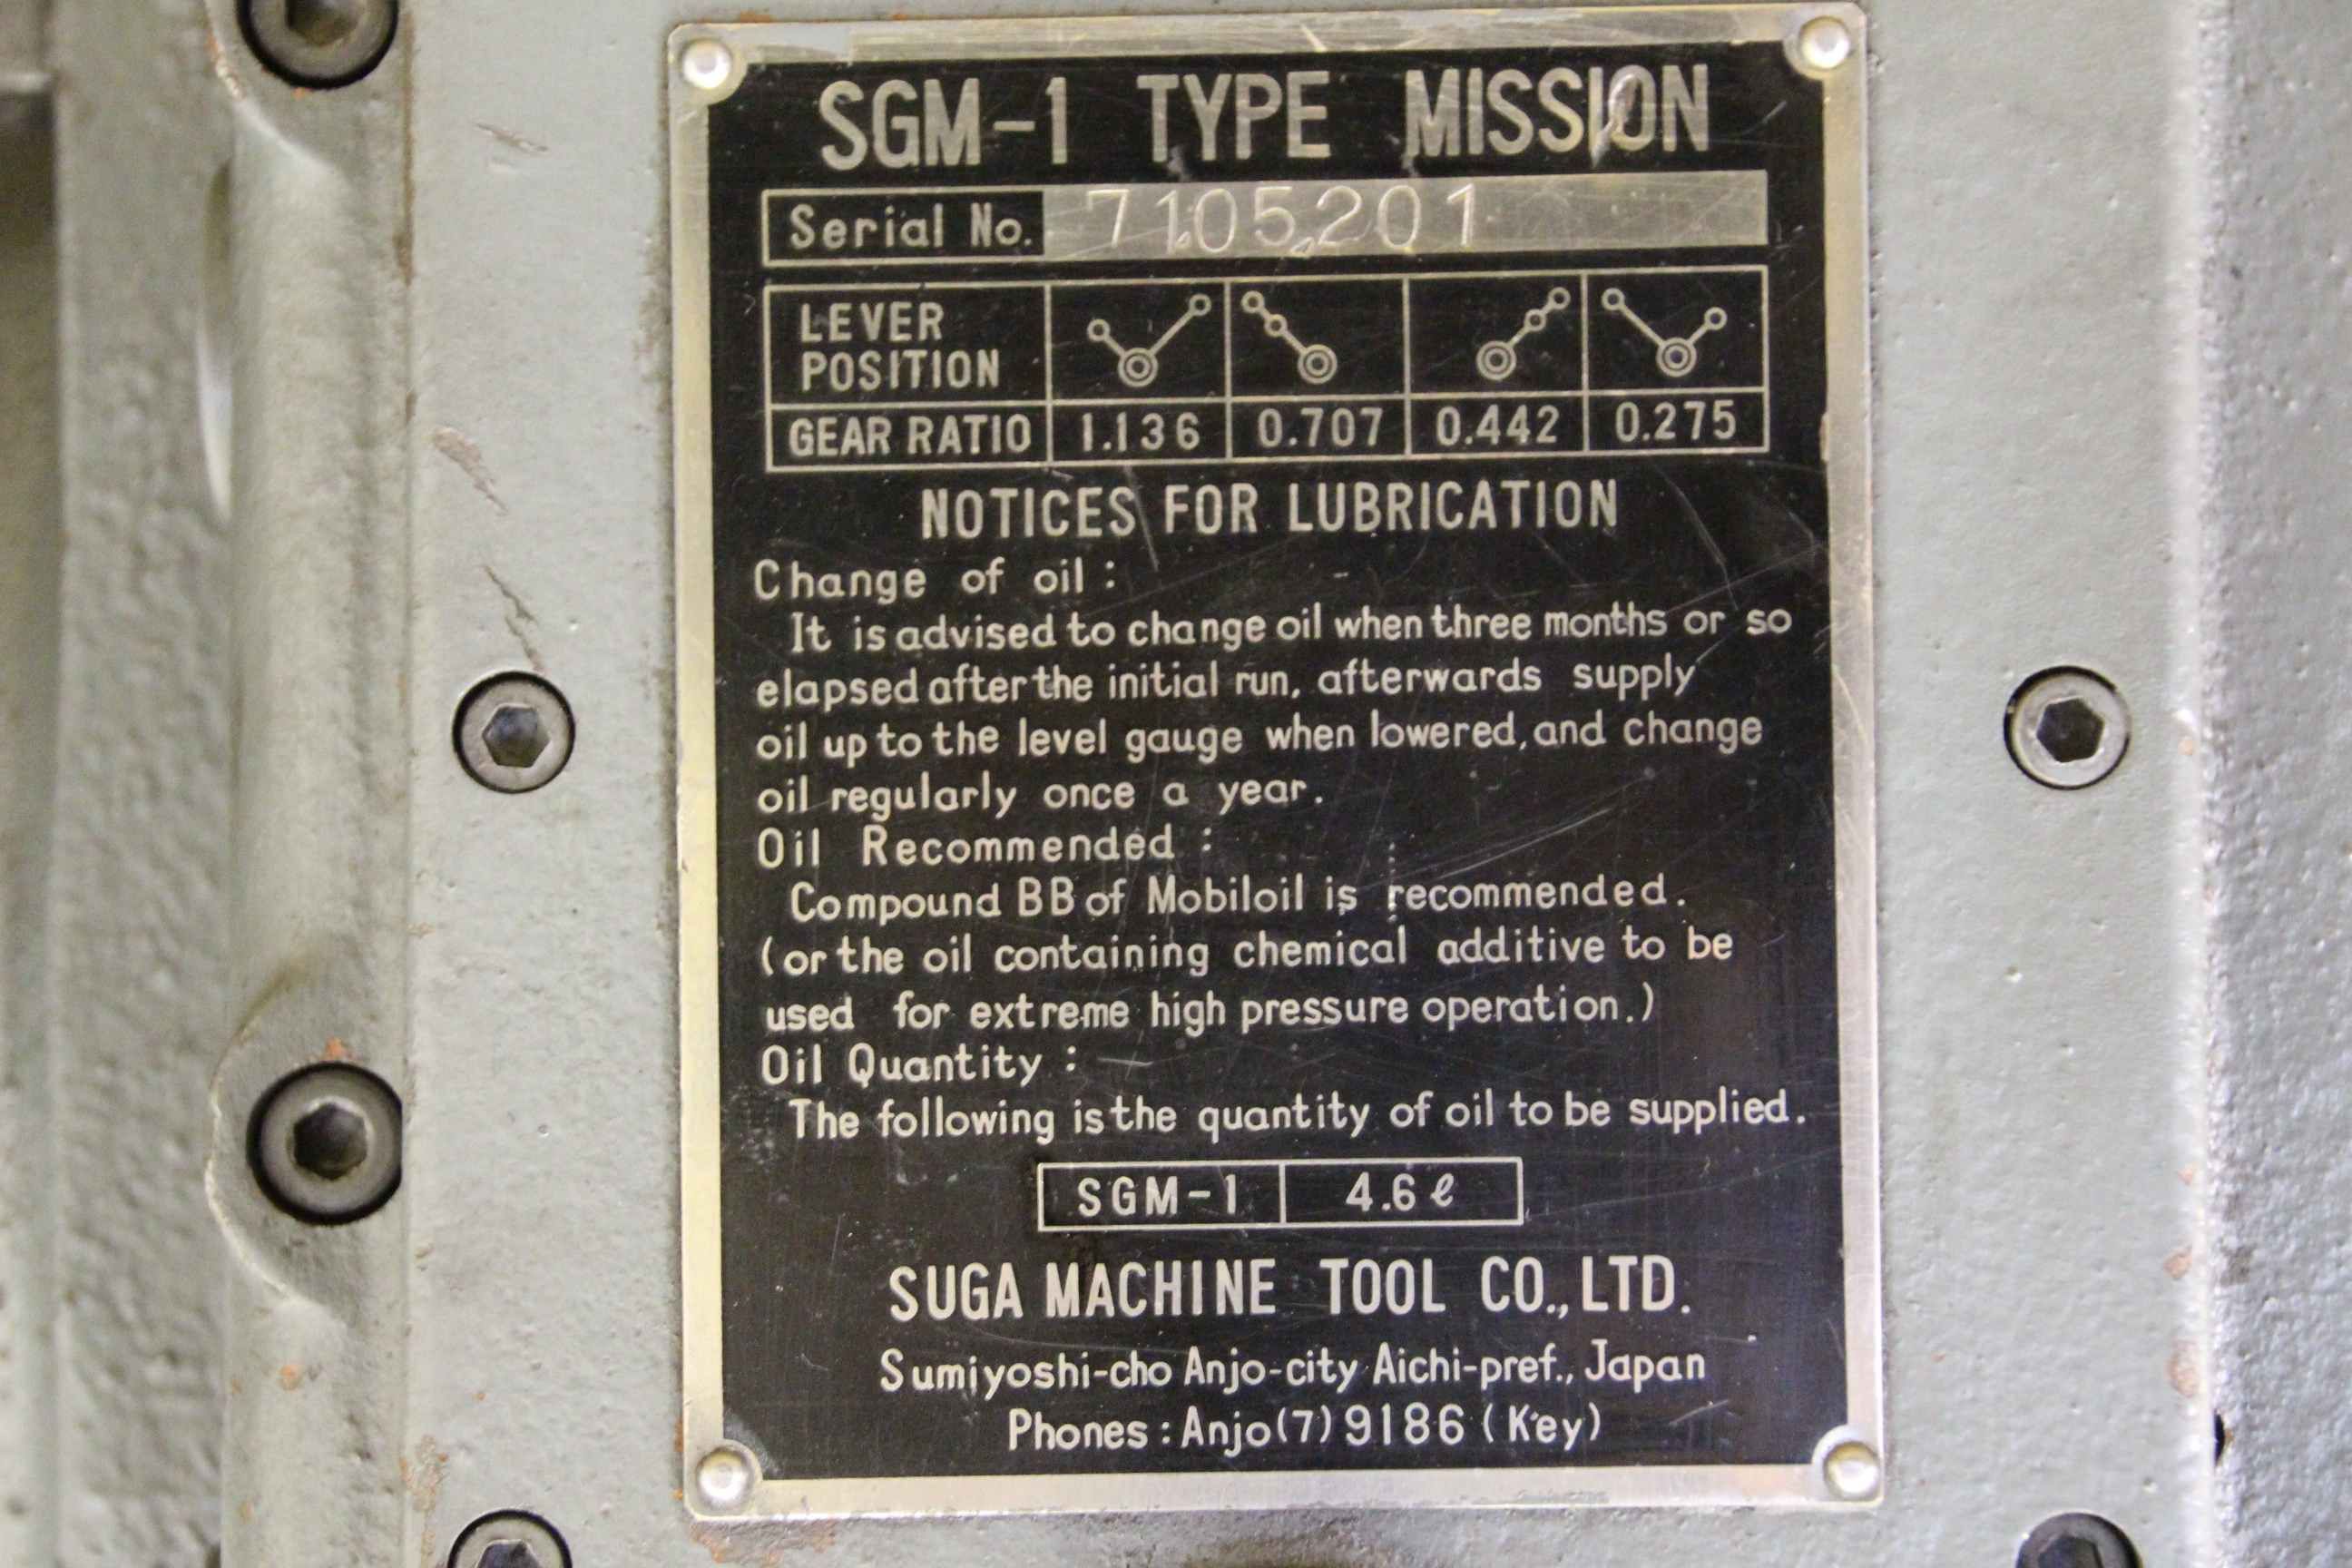 SGM-1 TYPE MISSION
Serial No. 7105201
LEVER
POSITION
GEAR RATIO 1.136 0.707 0.442 0.275
NOTICES FOR LUBRICATION
Change of oil :
It is advised to change oil when three months or so
elapsed after the initial run, afterwards supply
oil up to the level gauge when lowered, and change
oil regularly once a year.
Oil Recommended :
Compound BB of Mobiloil is recommended.
(or the oil containing chemical additive to be
used for extreme high pressure operation.)
Oil Quantity :
The following is the quantity of oil to be supplied.
SGM-1 4.6ℓ
SUGA MACHINE TOOL CO., LTD.
Sumiyoshi-cho Anjo-city Aichi-pref., Japan
Phones : Anjo (7) 9186 (Key)